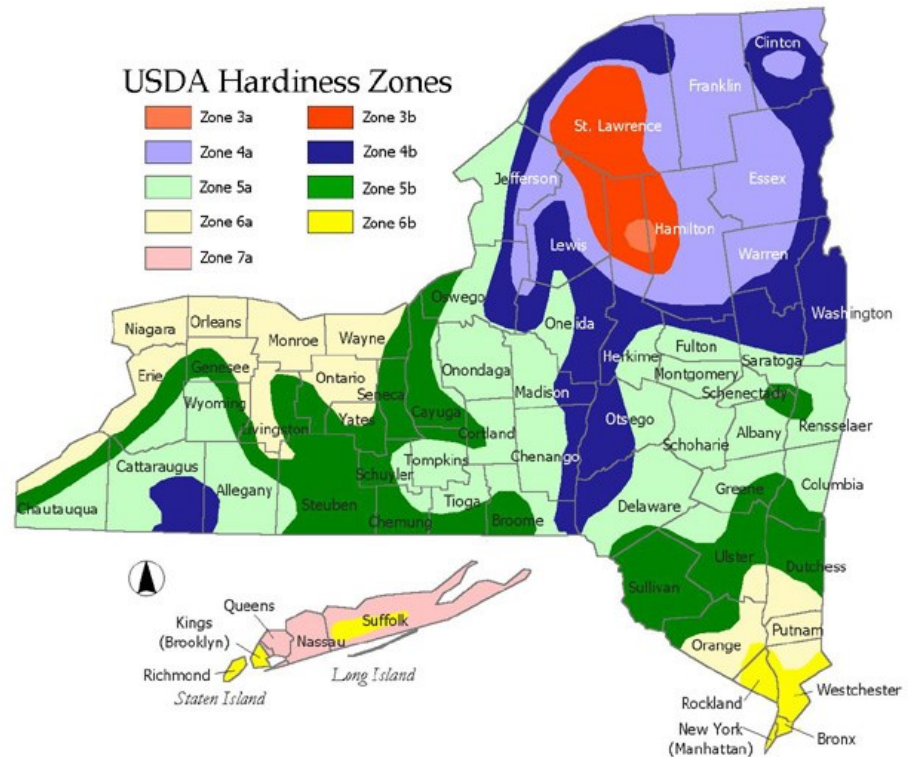 USDA Hardiness Zones
Zone 3a
Zone 3b
Zone 4a
Zone 4b
Zone 5a
Zone 5b
Zone 6a
Zone 6b
Zone 7a
Clinton
Franklin
St. Lawrence
Jefferson
Essex
Hamilton
Lewis
Warren
Washington
Oswego
Oneida
Herkimer
Fulton
Saratoga
Montgomery
Schenectady
Niagara
Orleans
Monroe
Wayne
Erie
Genesee
Ontario
Seneca
Onondaga
Madison
Wyoming
Livingston
Yates
Cayuga
Cortland
Otsego
Schoharie
Albany
Rensselaer
Cattaraugus
Allegany
Schuyler
Tompkins
Chenango
Chautauqua
Steuben
Chemung
Tioga
Broome
Delaware
Greene
Columbia
Ulster
Dutchess
Sullivan
Orange
Putnam
Queens
Kings
(Brooklyn)
Nassau
Suffolk
Richmond
Staten Island
Long Island
Rockland
Westchester
New York
(Manhattan)
Bronx